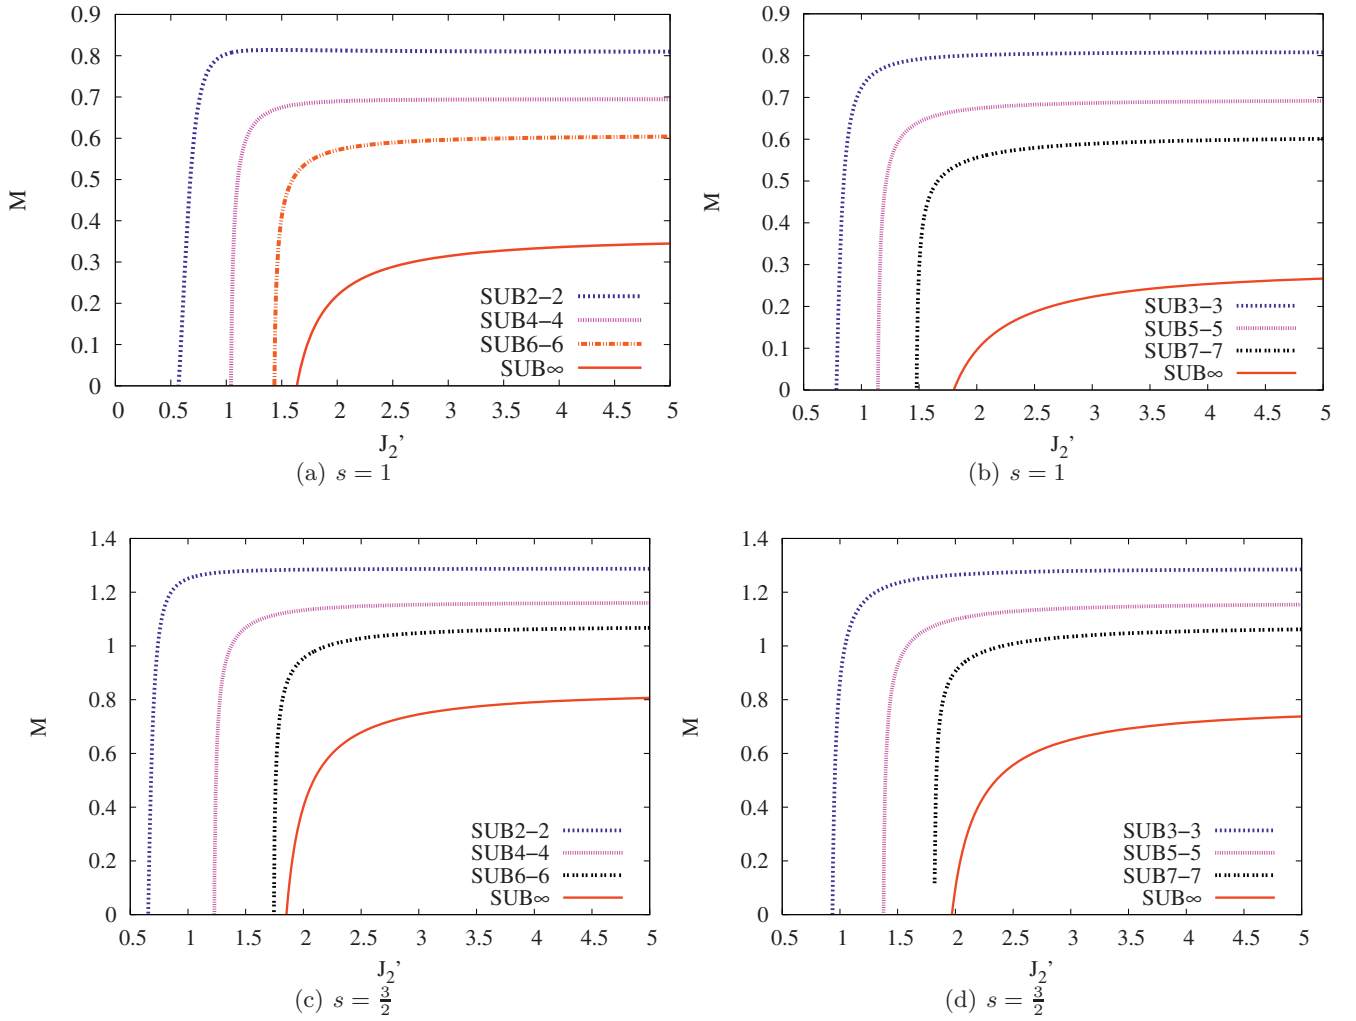 0.9
0.8
0.7
0.6
0.5
0.4
0.3
0.2
0.1
0
M
SUB2−2
SUB4−4
SUB6−6
SUB∞
0 0.5 1 1.5 2 2.5 3 3.5 4 4.5 5
J2’
(a) s = 1
0.9
0.8
0.7
0.6
0.5
0.4
0.3
0.2
0.1
0
M
SUB3−3
SUB5−5
SUB7−7
SUB∞
0.5 1 1.5 2 2.5 3 3.5 4 4.5 5
J2’
(b) s = 1
1.4
1.2
1
0.8
0.6
0.4
0.2
0
M
SUB2−2
SUB4−4
SUB6−6
SUB∞
0.5 1 1.5 2 2.5 3 3.5 4 4.5 5
J2’
(c) s = 3/2
1.4
1.2
1
0.8
0.6
0.4
0.2
0
M
SUB3−3
SUB5−5
SUB7−7
SUB∞
0.5 1 1.5 2 2.5 3 3.5 4 4.5 5
J2’
(d) s = 3/2